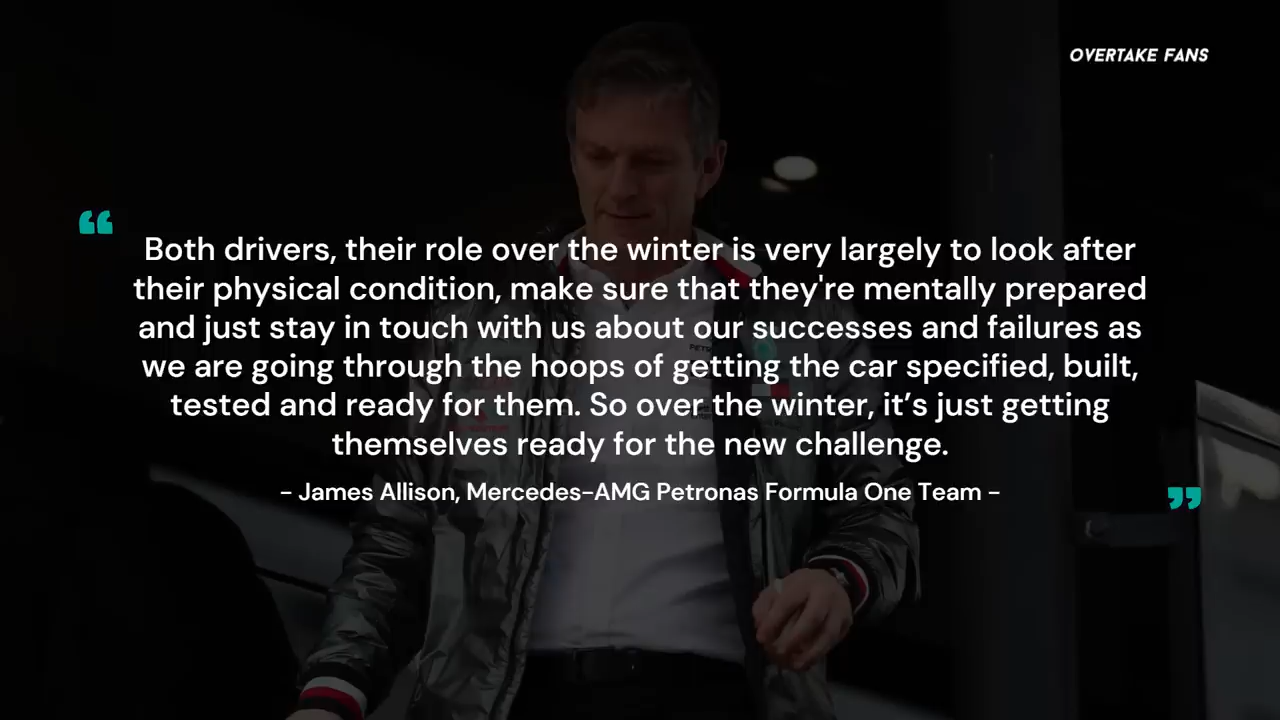 OVERTAKE FANS
“
Both drivers, their role over the winter is very largely to look after
their physical condition, make sure that they're mentally prepared
and just stay in touch with us about our successes and failures as
we are going through the hoops of getting the car specified, built,
tested and ready for them. So over the winter, it’s just getting
themselves ready for the new challenge.
– James Allison, Mercedes-AMG Petronas Formula One Team –
”